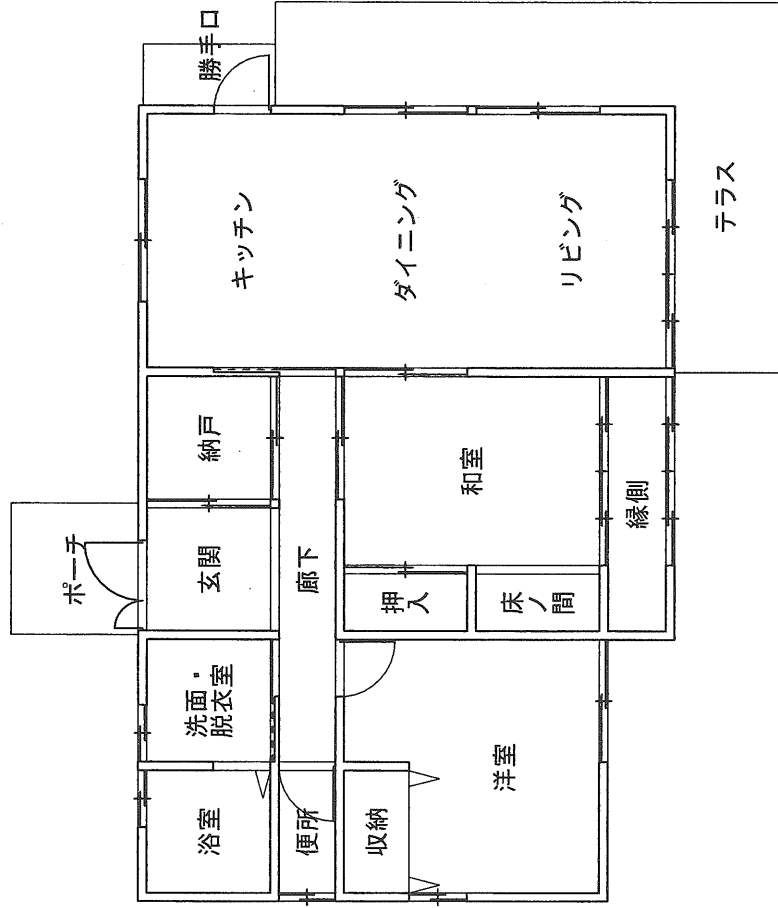 勝手口
キッチン
ダイニング
リビング
テラス
納戸
和室
縁側
ポーチ
玄関
廊下
押入
床ノ間
洗面・
脱衣室
浴室
便所
収納
洋室